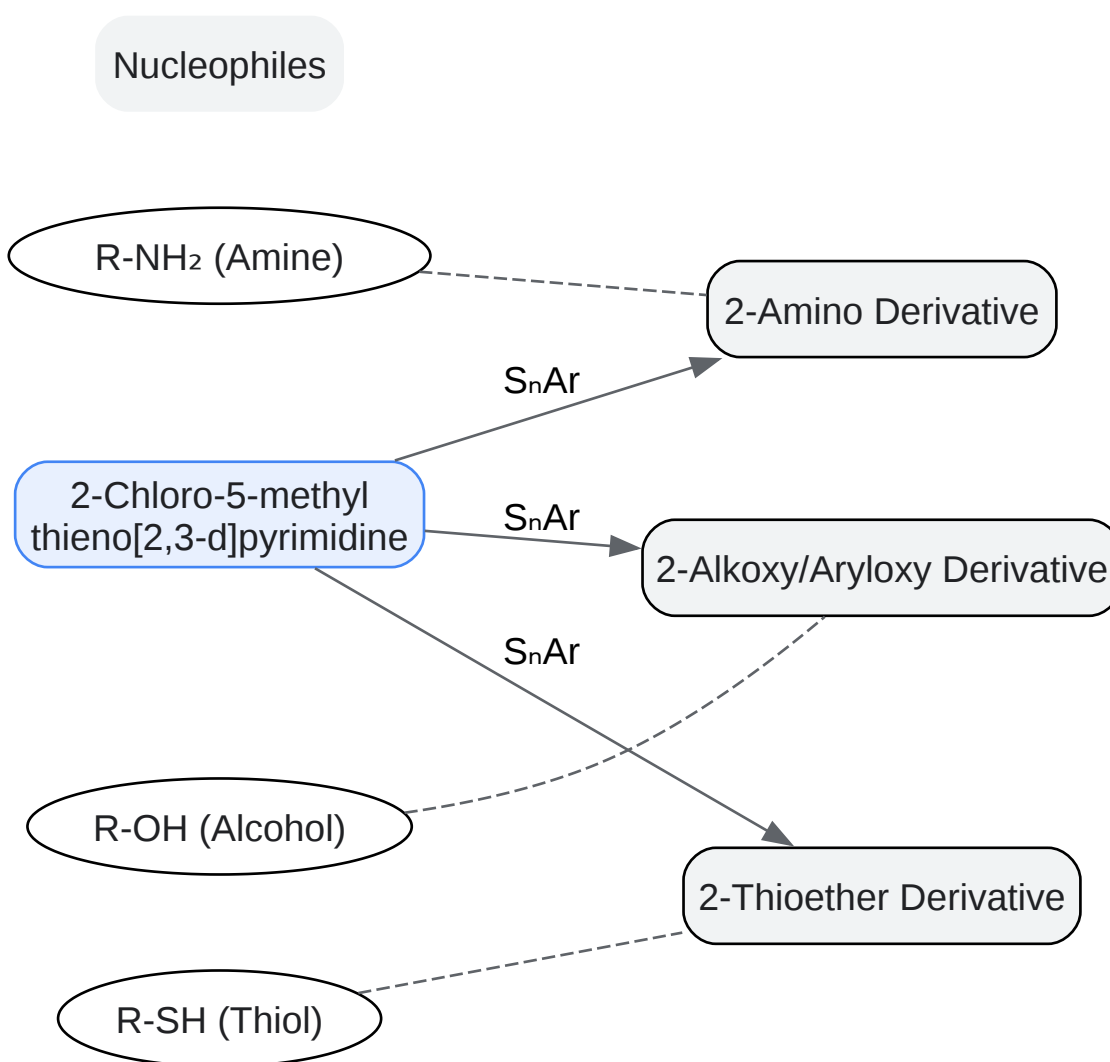 Nucleophiles
R-NH₂ (Amine)
2-Amino Derivative
SₙAr
2-Chloro-5-methyl
thieno[2,3-d]pyrimidine
SₙAr
2-Alkoxy/Aryloxy Derivative
SₙAr
R-OH (Alcohol)
2-Thioether Derivative
R-SH (Thiol)